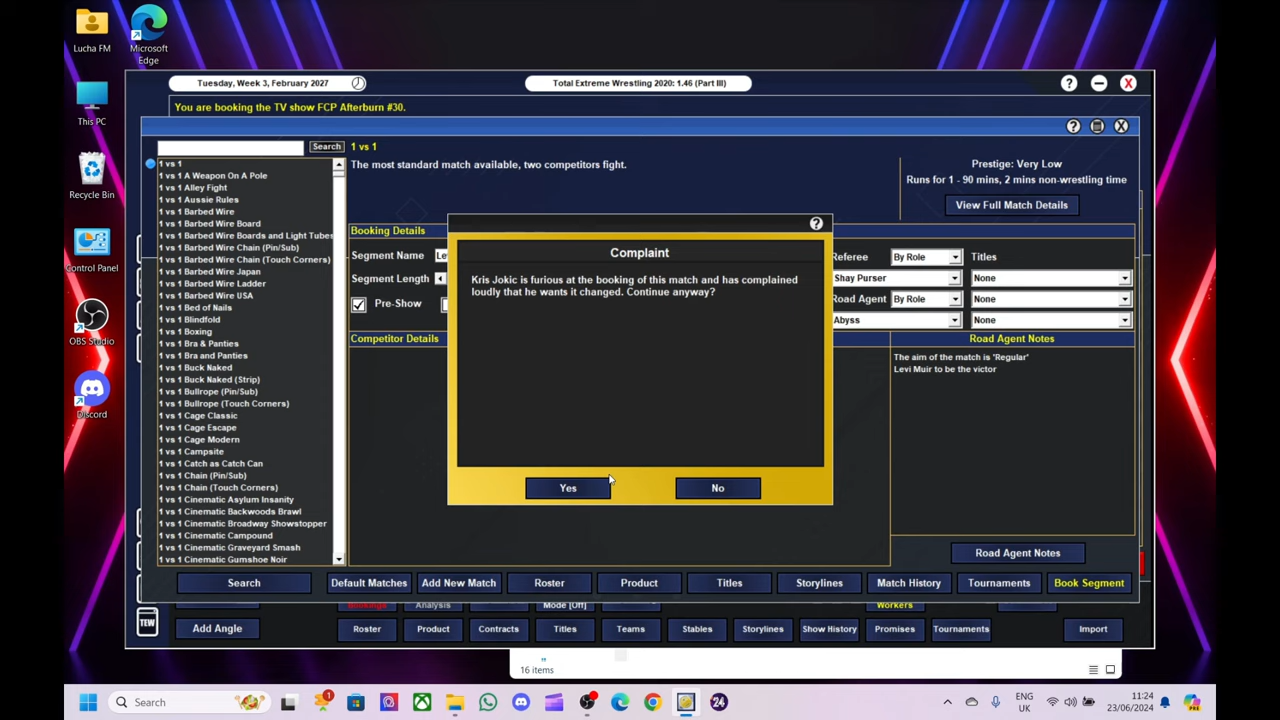 Lucha FM
Microsoft
Edge
This PC
Recycle Bin
Control Panel
OBS Studio
Discord
Tuesday, Week 3, February 2027
Total Extreme Wrestling 2020: 1.46 (Part III)
?
X
You are booking the TV show FCP Afterburn #30.
?
X
Search
1 vs 1
1 vs 1
1 vs 1 A Weapon On A Pole
1 vs 1 Alley Fight
1 vs 1 Aussie Rules
1 vs 1 Barbed Wire
1 vs 1 Barbed Wire Board
1 vs 1 Barbed Wire Boards and Light Tubes
1 vs 1 Barbed Wire Chain (Pin/Sub)
1 vs 1 Barbed Wire Chain (Touch Corners)
1 vs 1 Barbed Wire Japan
1 vs 1 Barbed Wire Ladder
1 vs 1 Barbed Wire USA
1 vs 1 Bed of Nails
1 vs 1 Blindfold
1 vs 1 Boxing
1 vs 1 Bra & Panties
1 vs 1 Bra and Panties
1 vs 1 Buck Naked
1 vs 1 Buck Naked (Strip)
1 vs 1 Bullrope (Pin/Sub)
1 vs 1 Bullrope (Touch Corners)
1 vs 1 Cage Classic
1 vs 1 Cage Escape
1 vs 1 Cage Modern
1 vs 1 Campsite
1 vs 1 Catch as Catch Can
1 vs 1 Chain (Pin/Sub)
1 vs 1 Chain (Touch Corners)
1 vs 1 Cinematic Asylum Insanity
1 vs 1 Cinematic Backwoods Brawl
1 vs 1 Cinematic Broadway Showstopper
1 vs 1 Cinematic Campound
1 vs 1 Cinematic Graveyard Smash
1 vs 1 Cinematic Gumshoe Noir
The most standard match available, two competitors fight.
Prestige: Very Low
Runs for 1 - 90 mins, 2 mins non-wrestling time
View Full Match Details
Booking Details
Segment Name
Le
Segment Length
Pre-Show
Competitor Details
?
Complaint
Kris Jokic is furious at the booking of this match and has complained
loudly that he wants it changed. Continue anyway?
Yes
No
Referee
By Role
Titles
Shay Purser
None
Road Agent
By Role
None
Abyss
None
Road Agent Notes
The aim of the match is 'Regular'
Levi Muir to be the victor
Road Agent Notes
Search
Default Matches
Add New Match
Roster
Product
Titles
Storylines
Match History
Tournaments
Book Segment
Bookings
Analysis
Mode [Off]
Workers
TEW
Add Angle
Roster
Product
Contracts
Titles
Teams
Stables
Storylines
Show History
Promises
Tournaments
Import
16 items
Search
1
24
ENG
UK
11:24
23/06/2024
PRE